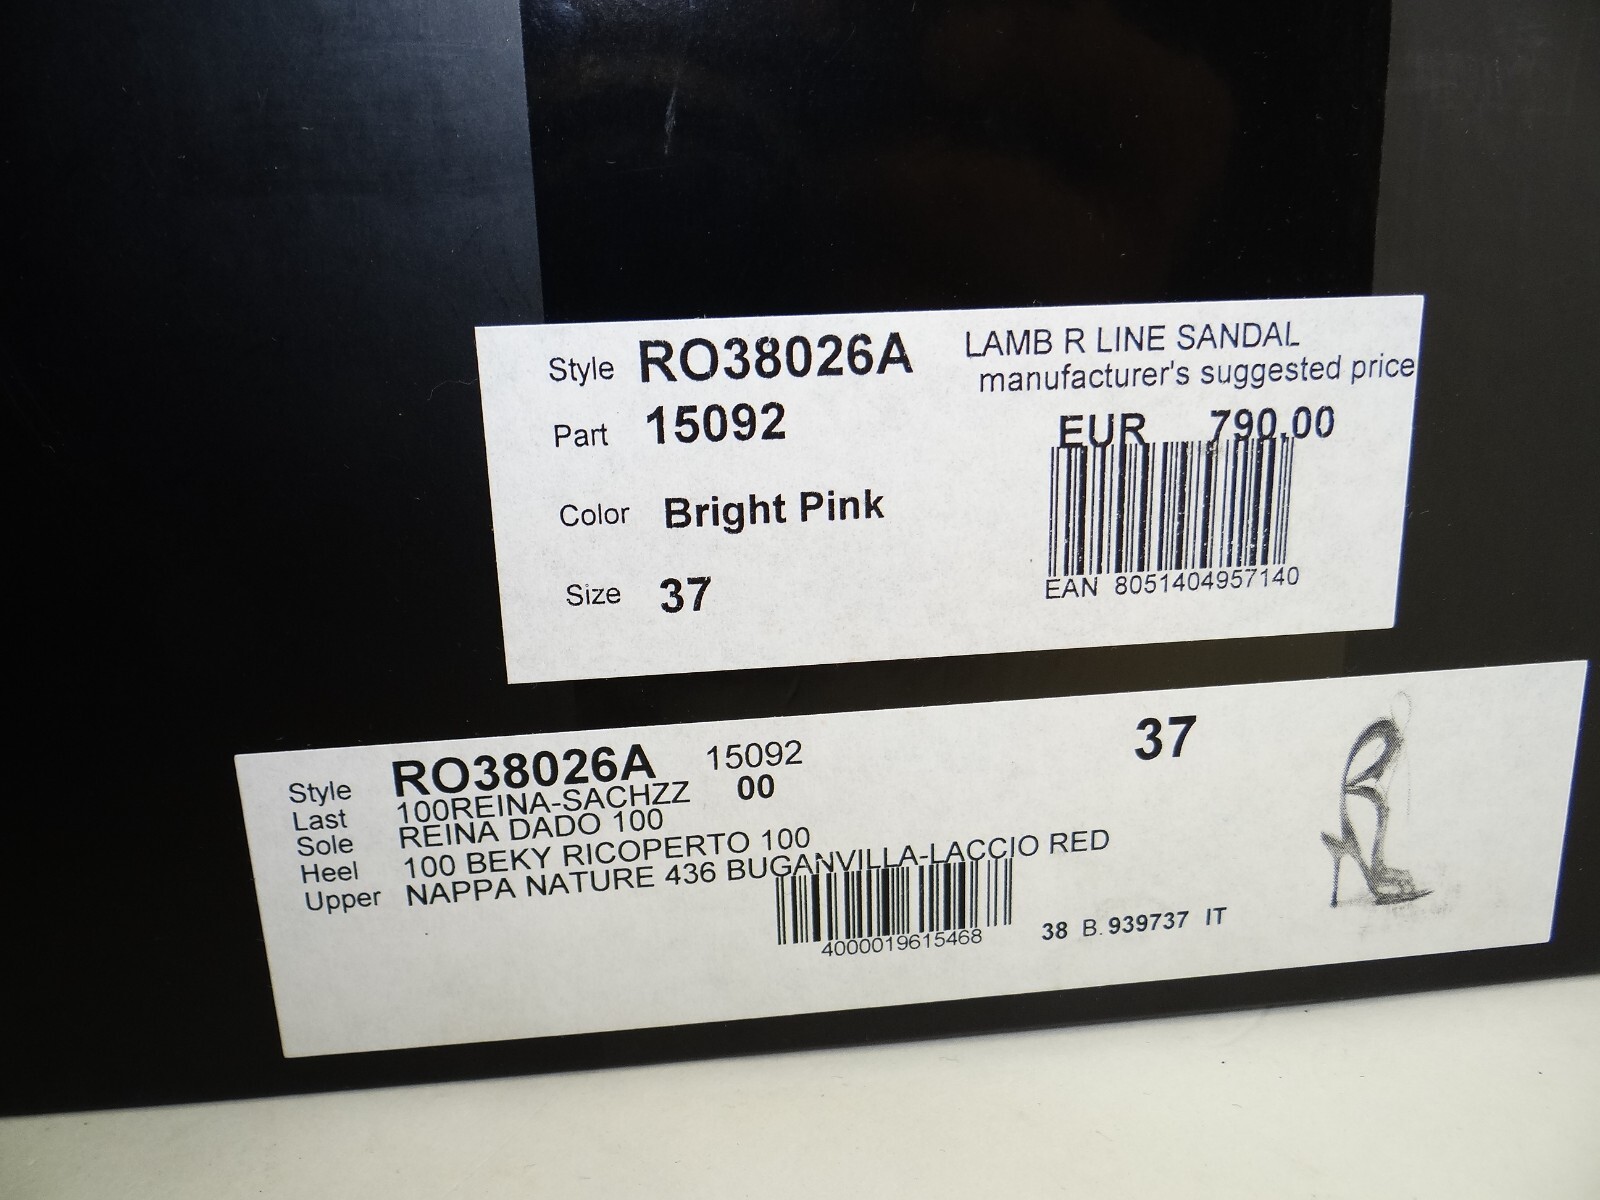 Style RO38026A LAMB R LINE SANDAL
manufacturer's suggested price
Part 15092 EUR 790.00
Color Bright Pink
Size 37 EAN 8051404957140
Style RO38026A 15092 37
Last 100REINA-SACHZZ 00
Sole REINA DADO 100
Heel 100 BEKY RICOPERTO 100
Upper NAPPA NATURE 436 BUGANVILLA-LACCIO RED
4000019615468 38 B. 939737 IT